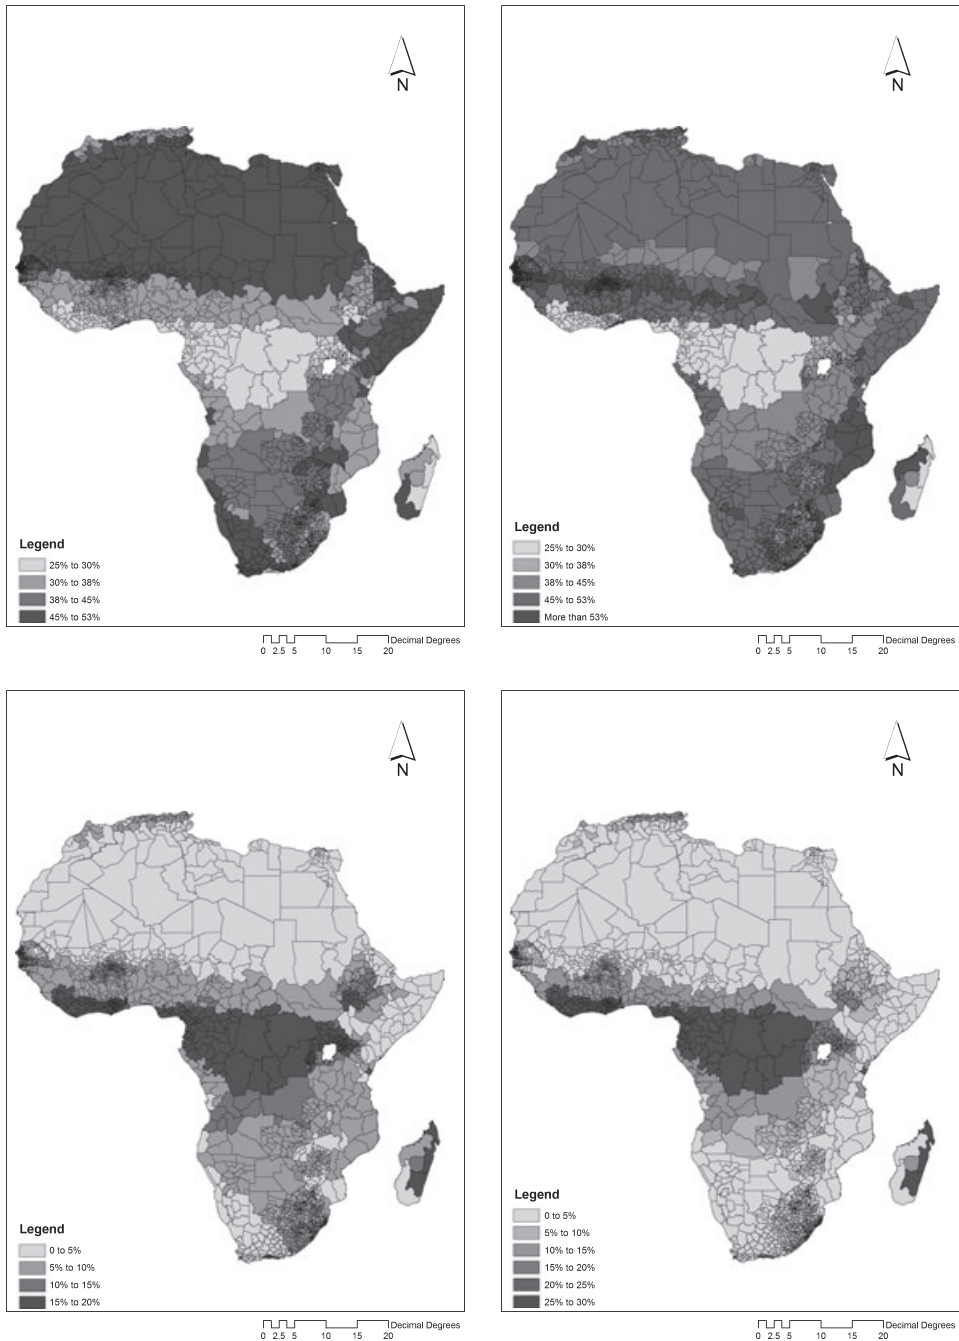 N
Legend
25% to 30%
30% to 38%
38% to 45%
45% to 53%
Decimal Degrees
0 2.5 5 10 15 20
N
Legend
25% to 30%
30% to 38%
38% to 45%
45% to 53%
More than 53%
Decimal Degrees
0 2.5 5 10 15 20
N
Legend
0 to 5%
5% to 10%
10% to 15%
15% to 20%
Decimal Degrees
0 2.5 5 10 15 20
N
Legend
0 to 5%
5% to 10%
10% to 15%
15% to 20%
20% to 25%
25% to 30%
Decimal Degrees
0 2.5 5 10 15 20